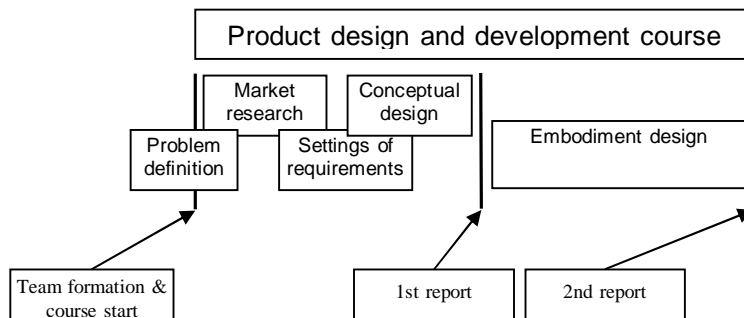 Product design and development course
Market
research
Conceptual
design
Problem
definition
Settings of
requirements
Embodiment design
Team formation &
course start
1st report
2nd report